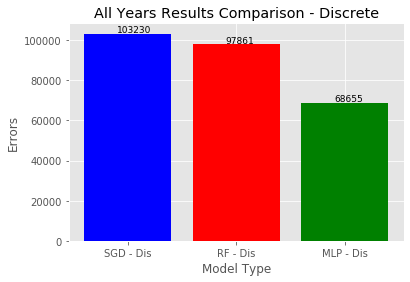 All Years Results Comparison - Discrete
103230
97861
68655
100000
80000
60000
40000
20000
0
Errors
SGD - Dis
RF - Dis
MLP - Dis
Model Type